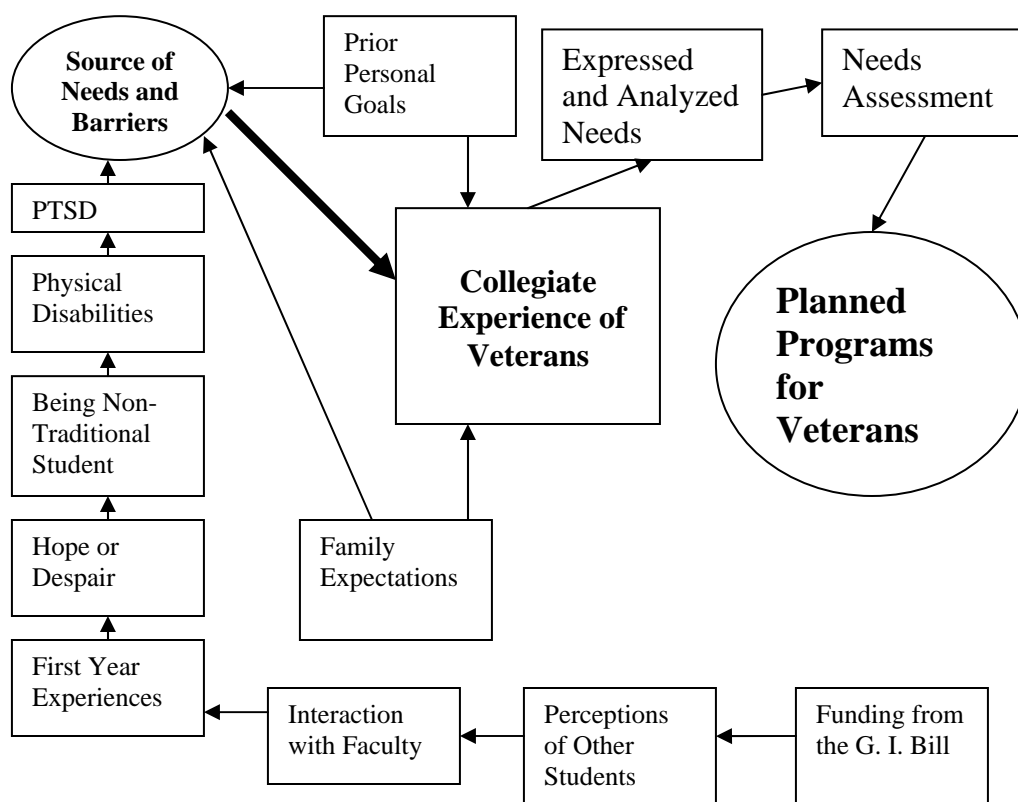 Source of
Needs and
Barriers
Prior
Personal
Goals
Expressed
and Analyzed
Needs
Needs
Assessment
PTSD
Physical
Disabilities
Collegiate
Experience of
Veterans
Planned
Programs
for
Veterans
Being Non-
Traditional
Student
Hope or
Despair
Family
Expectations
First Year
Experiences
Interaction
with Faculty
Perceptions
of Other
Students
Funding from
the G. I. Bill